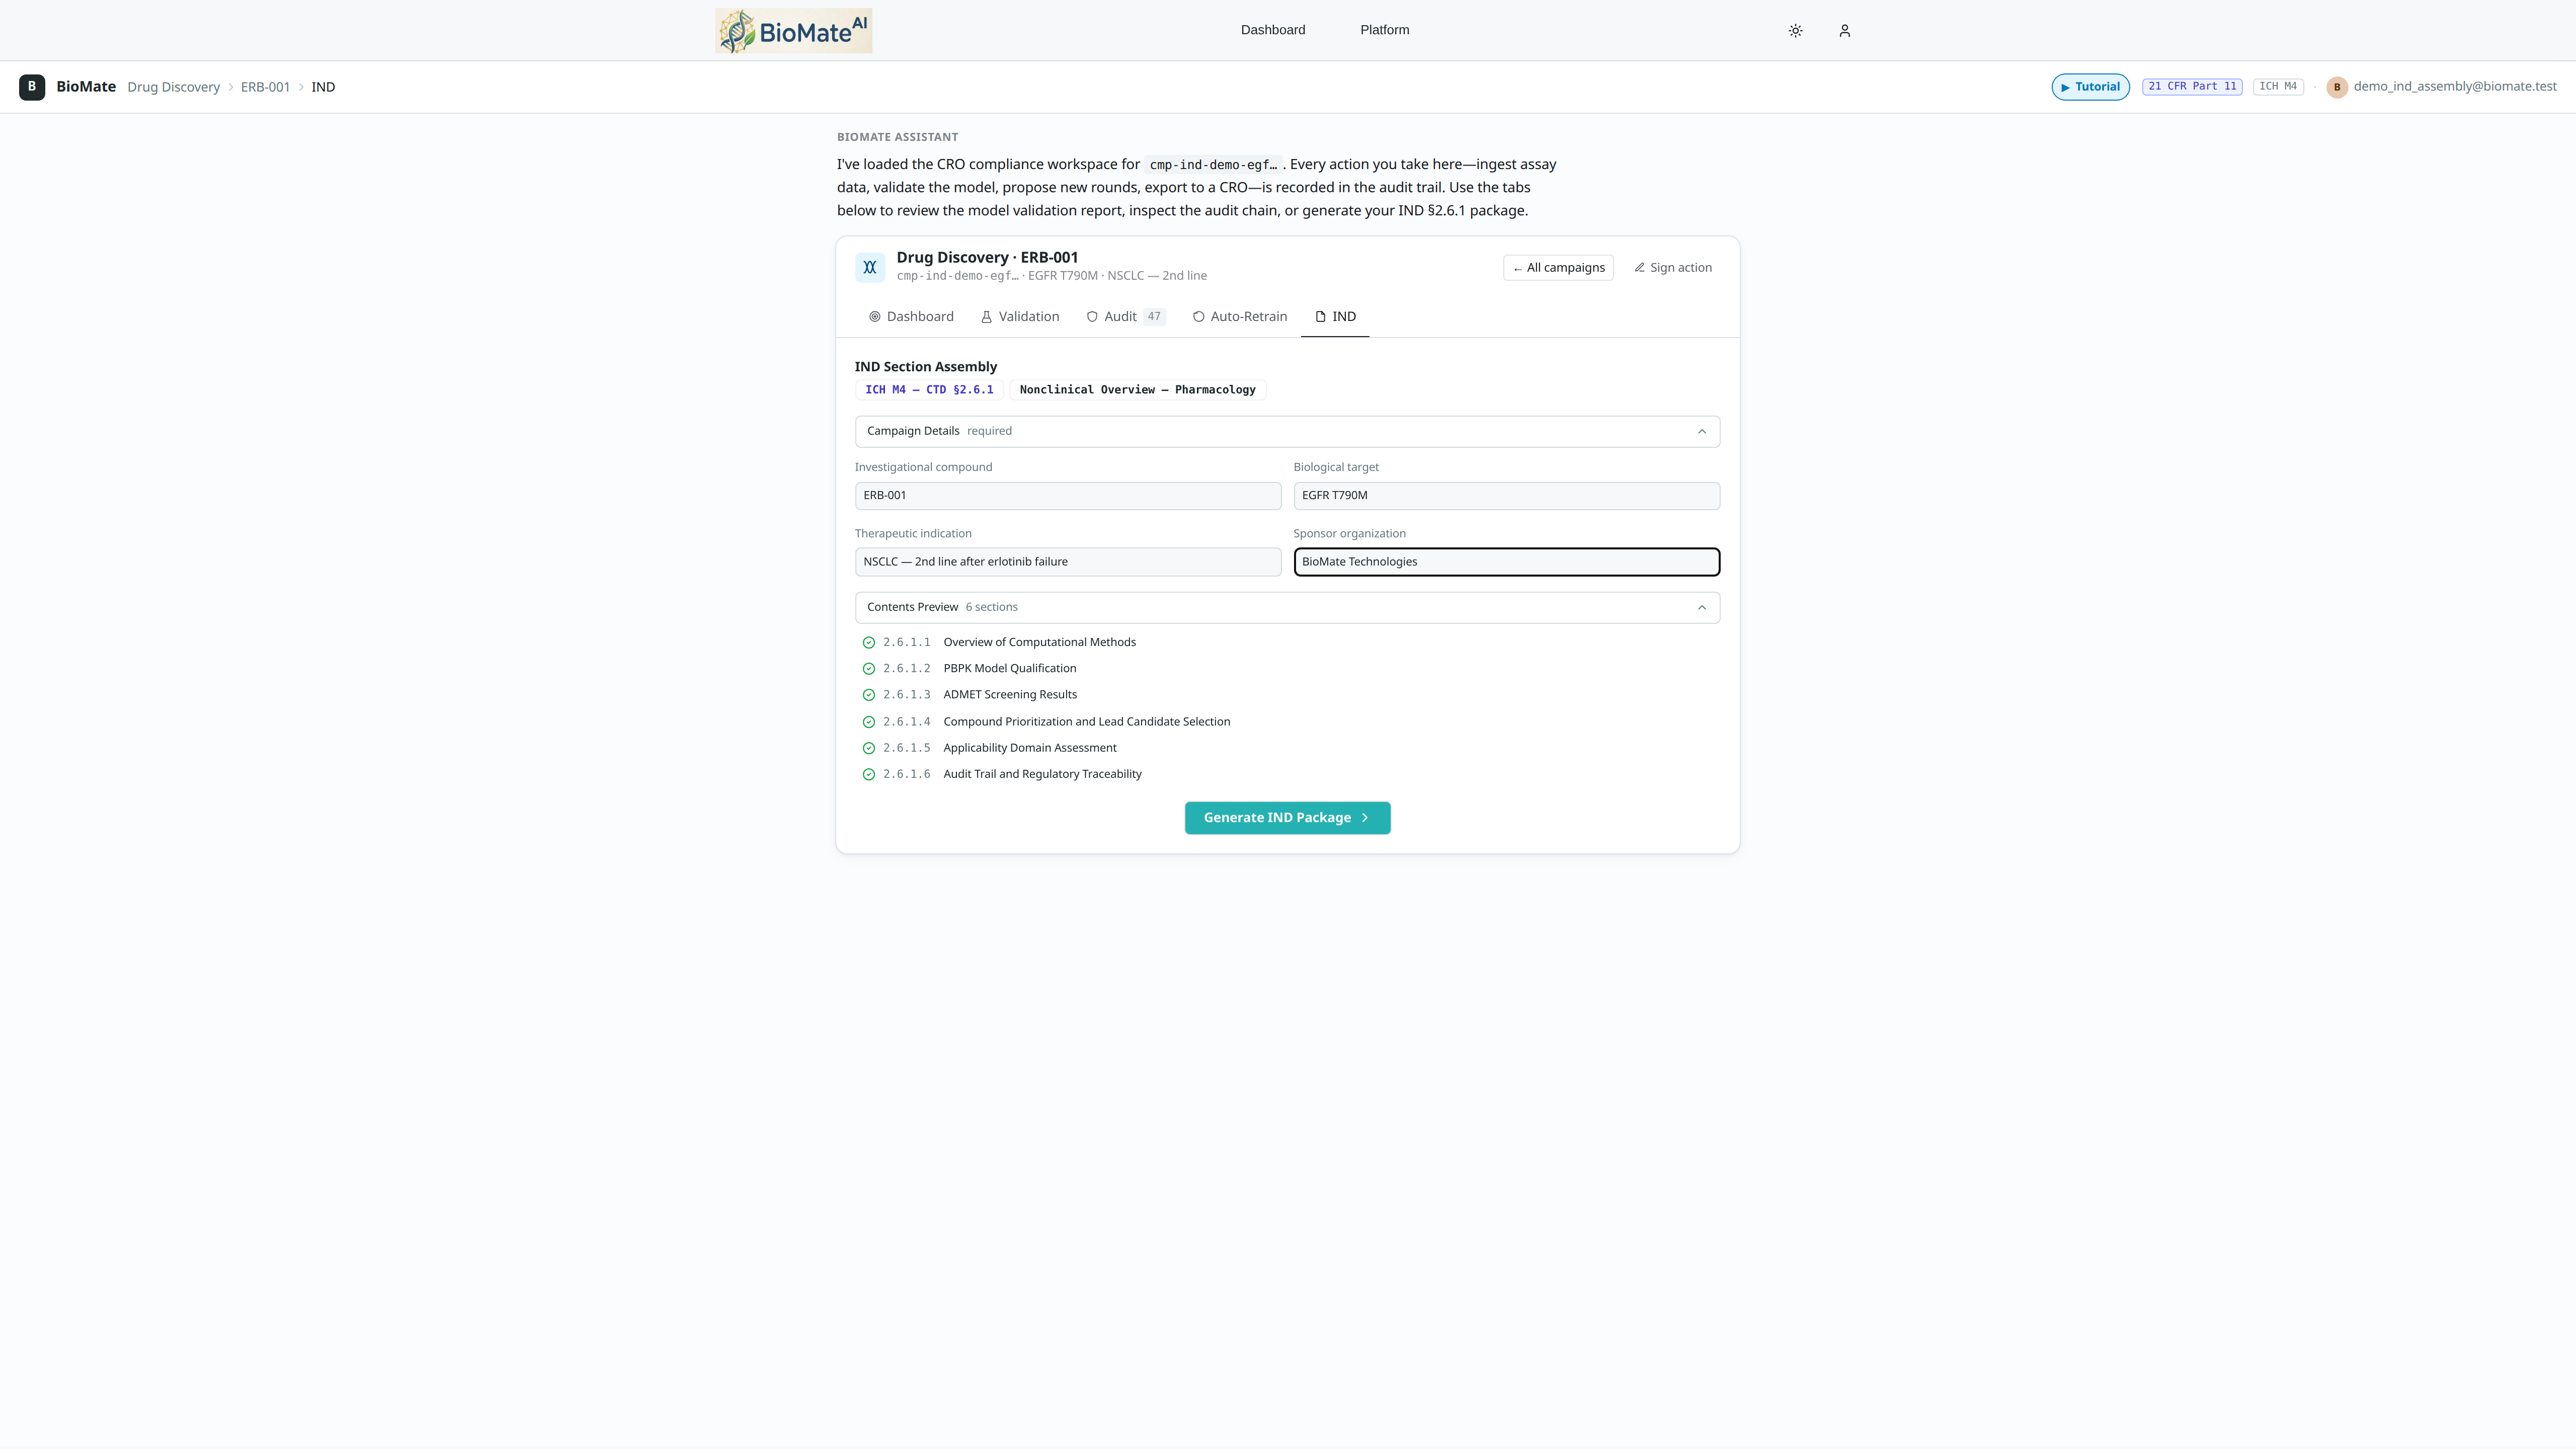 BioMate AI
Dashboard
Platform
B
BioMate
Drug Discovery
ERB-001
IND
▶ Tutorial
21 CFR Part 11
ICH M4
·
B
demo_ind_assembly@biomate.test
BIOMATE ASSISTANT
I've loaded the CRO compliance workspace for cmp-ind-demo-egf… . Every action you take here—ingest assay
data, validate the model, propose new rounds, export to a CRO—is recorded in the audit trail. Use the tabs
below to review the model validation report, inspect the audit chain, or generate your IND §2.6.1 package.
Drug Discovery · ERB-001
cmp-ind-demo-egf… · EGFR T790M · NSCLC — 2nd line
← All campaigns
Sign action
Dashboard
Validation
Audit 47
Auto-Retrain
IND
IND Section Assembly
ICH M4 — CTD §2.6.1
Nonclinical Overview — Pharmacology
Campaign Details required
Investigational compound
Biological target
ERB-001
EGFR T790M
Therapeutic indication
Sponsor organization
NSCLC — 2nd line after erlotinib failure
BioMate Technologies
Contents Preview 6 sections
2.6.1.1 Overview of Computational Methods
2.6.1.2 PBPK Model Qualification
2.6.1.3 ADMET Screening Results
2.6.1.4 Compound Prioritization and Lead Candidate Selection
2.6.1.5 Applicability Domain Assessment
2.6.1.6 Audit Trail and Regulatory Traceability
Generate IND Package